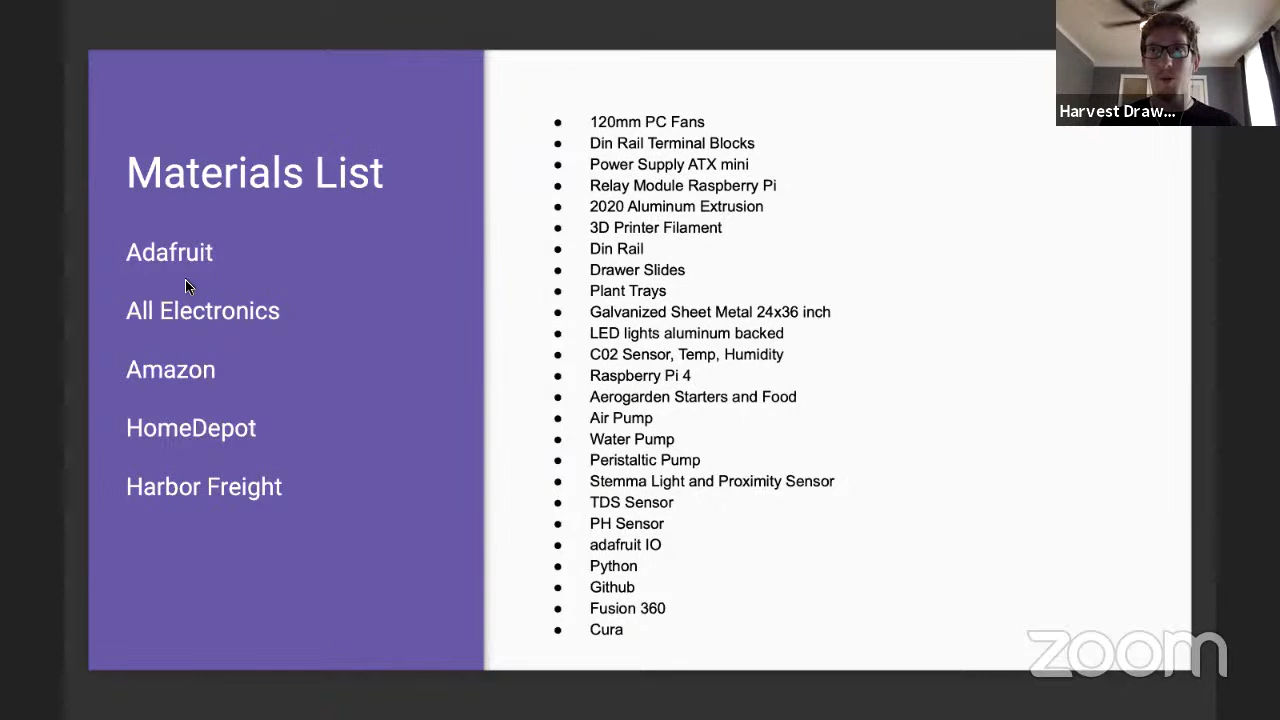 Materials List
Adafruit
All Electronics
Amazon
HomeDepot
Harbor Freight
● 120mm PC Fans
● Din Rail Terminal Blocks
● Power Supply ATX mini
● Relay Module Raspberry Pi
● 2020 Aluminum Extrusion
● 3D Printer Filament
● Din Rail
● Drawer Slides
● Plant Trays
● Galvanized Sheet Metal 24x36 inch
● LED lights aluminum backed
● C02 Sensor, Temp, Humidity
● Raspberry Pi 4
● Aerogarden Starters and Food
● Air Pump
● Water Pump
● Peristaltic Pump
● Stemma Light and Proximity Sensor
● TDS Sensor
● PH Sensor
● adafruit IO
● Python
● Github
● Fusion 360
● Cura
Harvest Draw...
zoom